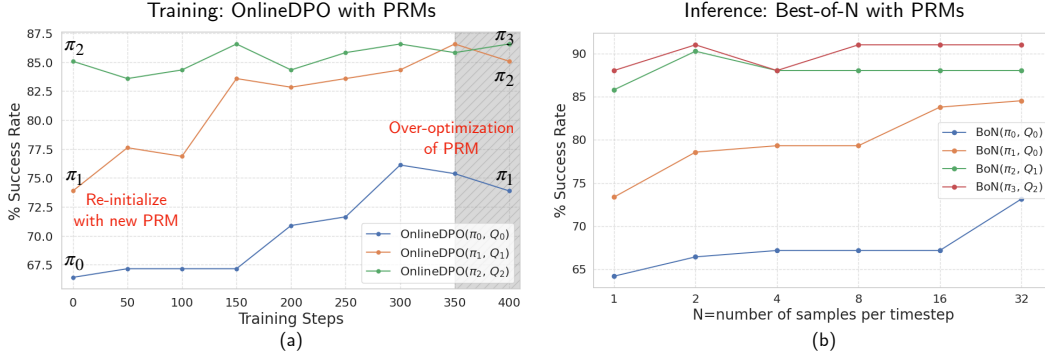 Training: OnlineDPO with PRMs
% Success Rate
87.5
85.0
82.5
80.0
77.5
75.0
72.5
70.0
67.5
π2
π1
π0
Re-initialize
with new PRM
Over-optimization
of PRM
π3
π2
π1
OnlineDPO(π0, Q0)
OnlineDPO(π1, Q1)
OnlineDPO(π2, Q2)
0 50 100 150 200 250 300 350 400
Training Steps
(a)
Inference: Best-of-N with PRMs
% Success Rate
90
85
80
75
70
65
BoN(π0, Q0)
BoN(π1, Q0)
BoN(π2, Q1)
BoN(π3, Q2)
1 2 4 8 16 32
N=number of samples per timestep
(b)